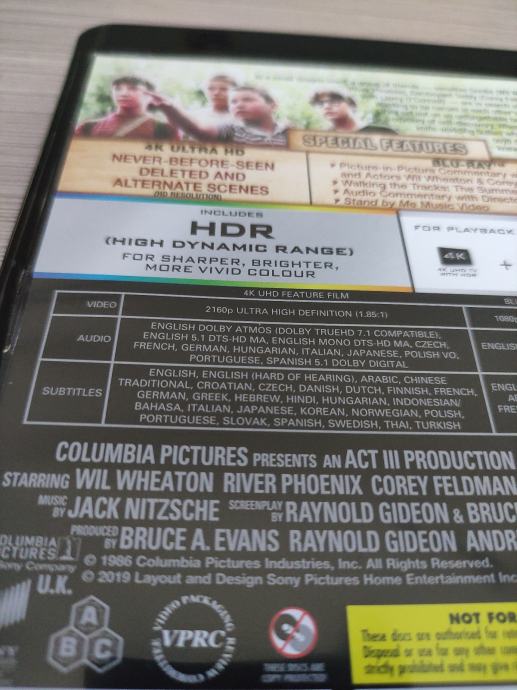 SPECIAL FEATURES
4K ULTRA HD
NEVER-BEFORE-SEEN
DELETED AND
ALTERNATE SCENES
(HD RESOLUTION)
BLU-RAY™
Picture-in-Picture Commentary
and Actors Wil Wheaton & Corey
Walking the Tracks: The Summ
Audio Commentary with Direct
Stand by Me Music Video
INCLUDES
HDR
(HIGH DYNAMIC RANGE)
FOR SHARPER, BRIGHTER,
MORE VIVID COLOUR
FOR PLAYBACK
4K
4K UHD TV
WITH HDR
+
4K UHD FEATURE FILM
VIDEO
2160p ULTRA HIGH DEFINITION (1.85:1)
1080p
AUDIO
ENGLISH DOLBY ATMOS (DOLBY TRUEHD 7.1 COMPATIBLE),
ENGLISH 5.1 DTS-HD MA, ENGLISH MONO DTS-HD MA, CZECH,
FRENCH, GERMAN, HUNGARIAN, ITALIAN, JAPANESE, POLISH VO,
PORTUGUESE, SPANISH 5.1 DOLBY DIGITAL
SUBTITLES
ENGLISH, ENGLISH (HARD OF HEARING), ARABIC, CHINESE
TRADITIONAL, CROATIAN, CZECH, DANISH, DUTCH, FINNISH, FRENCH,
GERMAN, GREEK, HEBREW, HINDI, HUNGARIAN, INDONESIAN/
BAHASA, ITALIAN, JAPANESE, KOREAN, NORWEGIAN, POLISH,
PORTUGUESE, SLOVAK, SPANISH, SWEDISH, THAI, TURKISH
COLUMBIA PICTURES PRESENTS AN ACT III PRODUCTION
STARRING WIL WHEATON RIVER PHOENIX COREY FELDMAN
MUSIC BY JACK NITZSCHE SCREENPLAY BY RAYNOLD GIDEON & BRUC
PRODUCED BY BRUCE A. EVANS RAYNOLD GIDEON ANDR
© 1986 Columbia Pictures Industries, Inc. All Rights Reserved.
© 2019 Layout and Design Sony Pictures Home Entertainment Inc
OLUMBIA
CTURES
ony Company
U.K.
A
B C
VIDEO PACKAGING REVIEW
VPRC
THESE DISCS ARE
COPY PROTECTED
NOT FOR
These discs are authorised for
Disposal or use for any other
strictly prohibited and may give